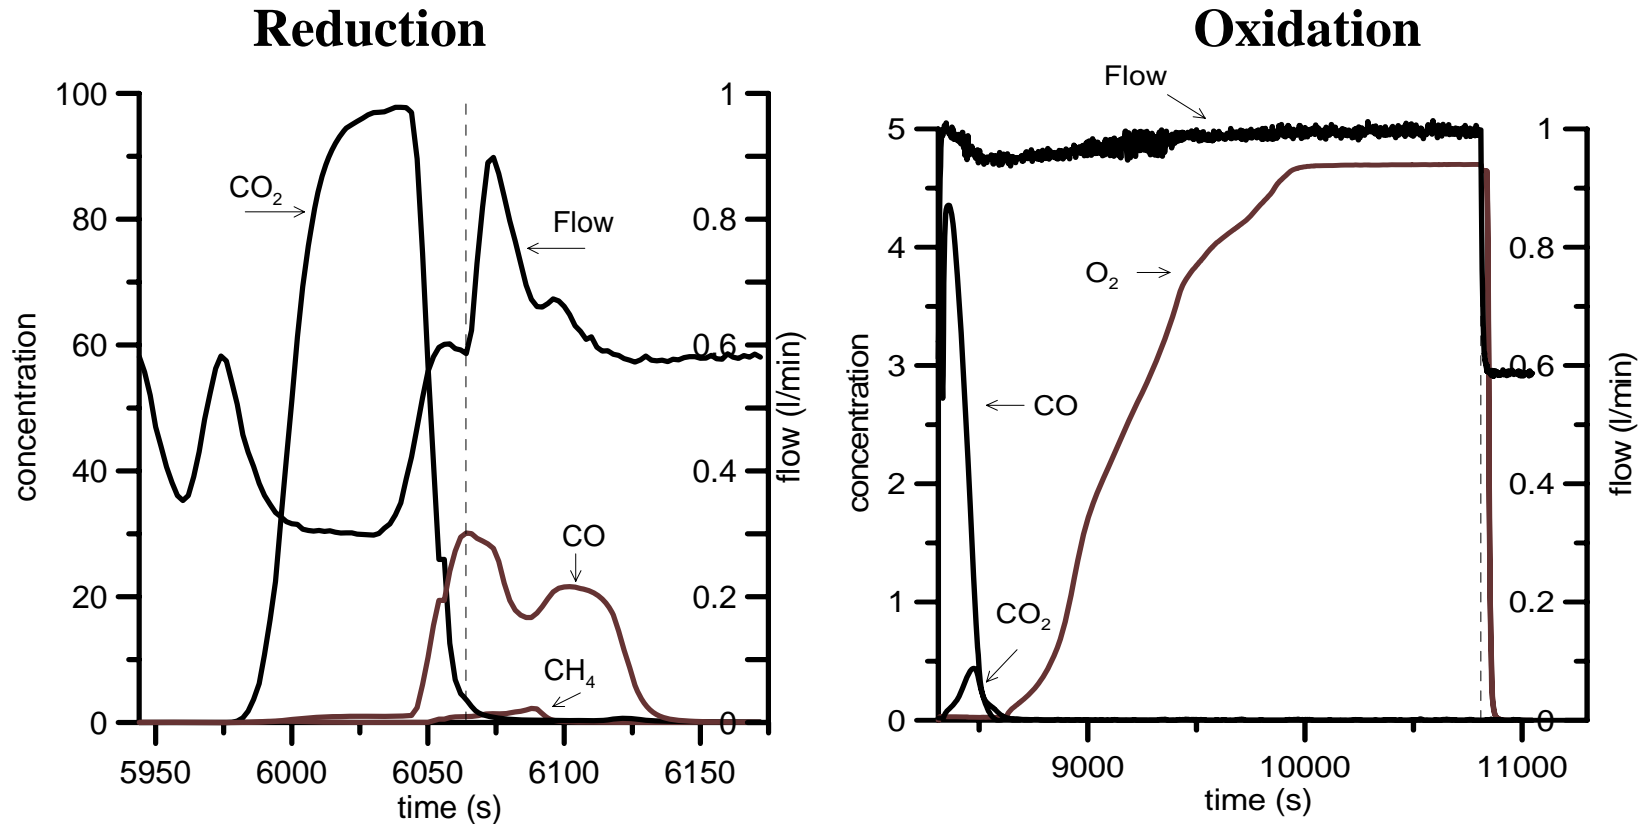 Reduction
100
80
60
40
20
0
concentration
5950
6000
6050
6100
6150
time (s)
1
0.8
0.6
0.4
0.2
0
flow (l/min)
CO₂
Flow
CO
CH₄
Oxidation
5
4
3
2
1
0
concentration
9000
10000
11000
time (s)
1
0.8
0.6
0.4
0.2
0
flow (l/min)
Flow
O₂
CO
CO₂